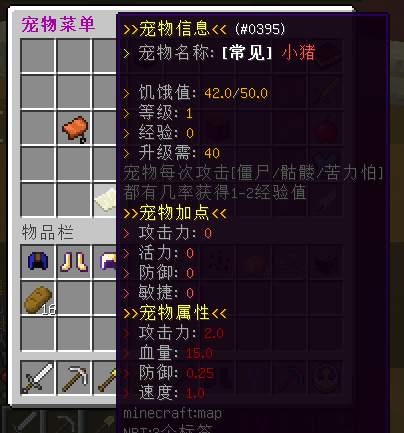 宠物菜单
>>宠物信息<< (#0395)
> 宠物名称: [常见] 小猪
> 饥饿值: 42.0/50.0
> 等级: 1
> 经验: 0
> 升级需: 40
宠物每次攻击[僵尸/骷髅/苦力怕]
都有几率获得1-2经验值
>>宠物加点<<
> 攻击力: 0
> 活力: 0
> 防御: 0
> 敏捷: 0
>>宠物属性<<
> 攻击力: 2.0
> 血量: 15.0
> 防御: 0.25
> 速度: 1.0
minecraft:map
NBT:3个标签
物品栏
16